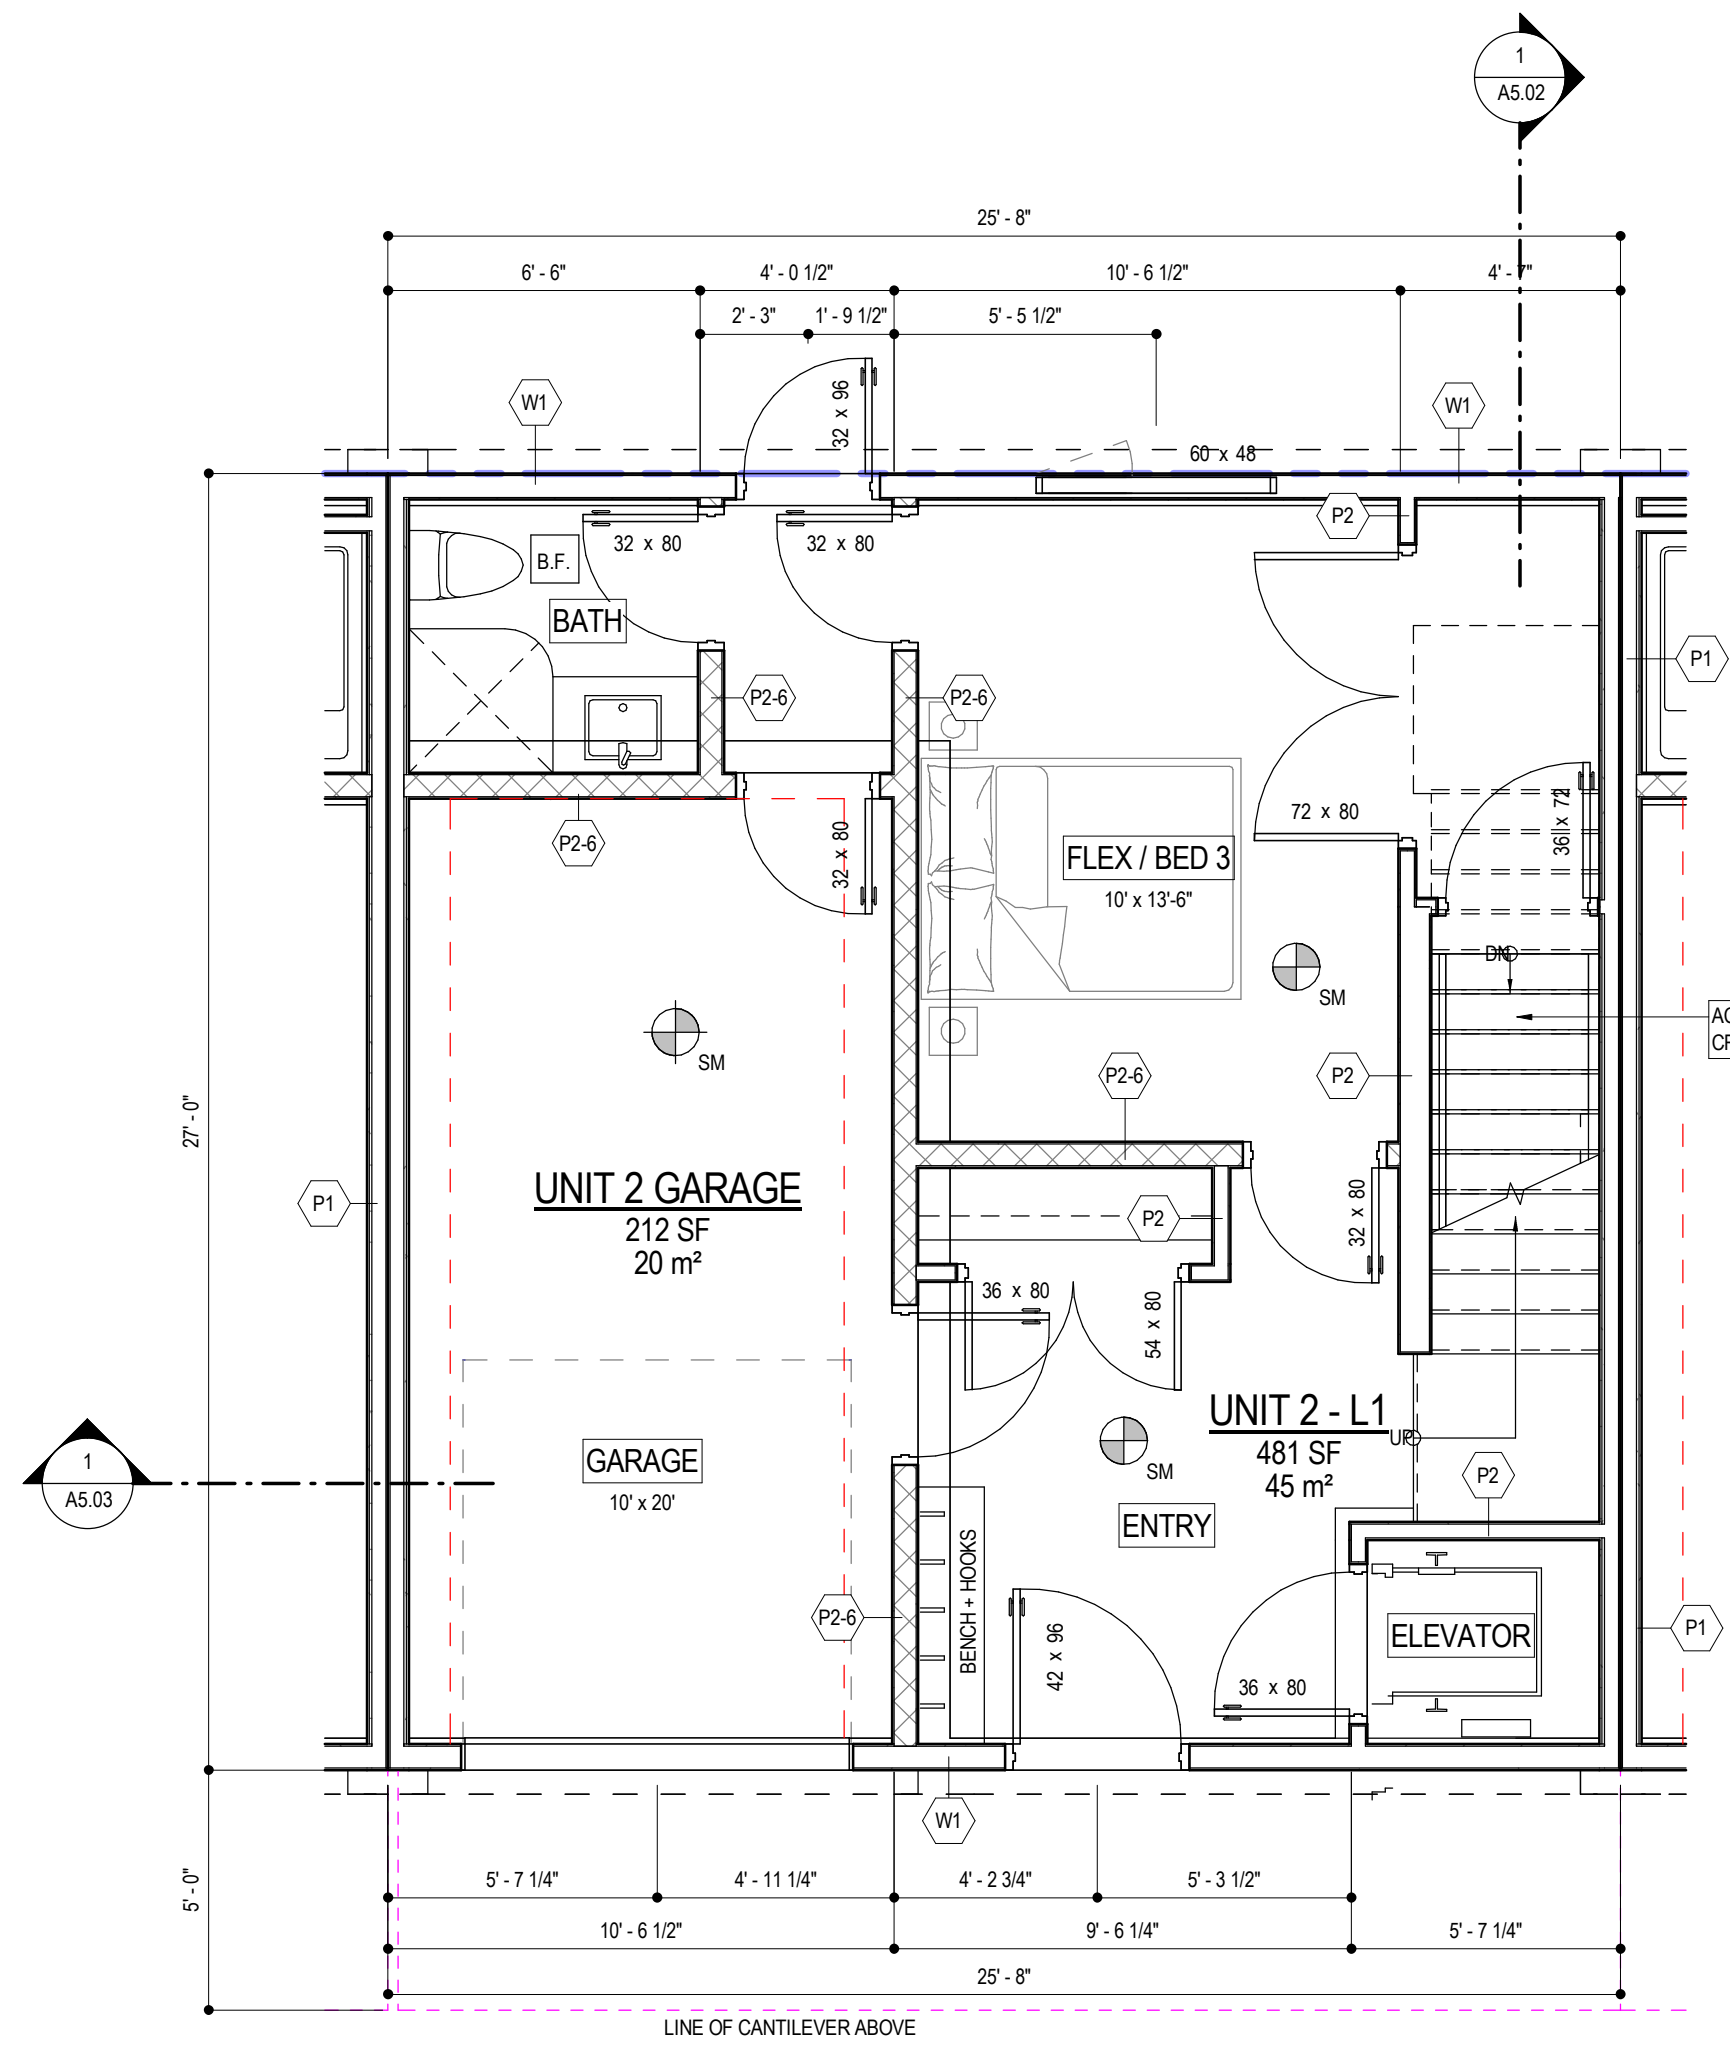 1
A5.02
25' - 8"
6' - 6"
4' - 0 1/2"
10' - 6 1/2"
4' - 7"
2' - 3"
1' - 9 1/2"
5' - 5 1/2"
W1
32 x 96
W1
60 x 48
P2
32 x 80
32 x 80
B.F.
BATH
P1
P2-6
P2-6
72 x 80
36 x 72
P2-6
32 x 80
FLEX / BED 3
10' x 13'-6"
DN
SM
SM
P2-6
P2
27' - 0"
UNIT 2 GARAGE
212 SF
20 m²
P1
P2
32 x 80
36 x 80
54 x 80
UNIT 2 - L1
481 SF
45 m²
UP
SM
P2
1
A5.03
GARAGE
10' x 20'
ENTRY
BENCH + HOOKS
P2-6
42 x 96
36 x 80
ELEVATOR
P1
W1
5' - 0"
5' - 7 1/4"
4' - 11 1/4"
4' - 2 3/4"
5' - 3 1/2"
10' - 6 1/2"
9' - 6 1/4"
5' - 7 1/4"
25' - 8"
LINE OF CANTILEVER ABOVE